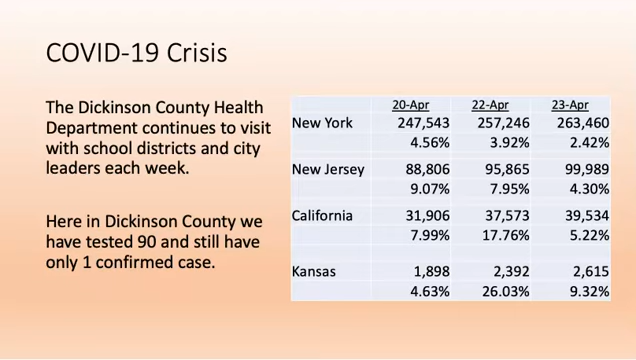 COVID-19 Crisis
The Dickinson County Health
Department continues to visit
with school districts and city
leaders each week.
Here in Dickinson County we
have tested 90 and still have
only 1 confirmed case.
20-Apr 22-Apr 23-Apr
New York 247,543 257,246 263,460
4.56% 3.92% 2.42%
New Jersey 88,806 95,865 99,989
9.07% 7.95% 4.30%
California 31,906 37,573 39,534
7.99% 17.76% 5.22%
Kansas 1,898 2,392 2,615
4.63% 26.03% 9.32%